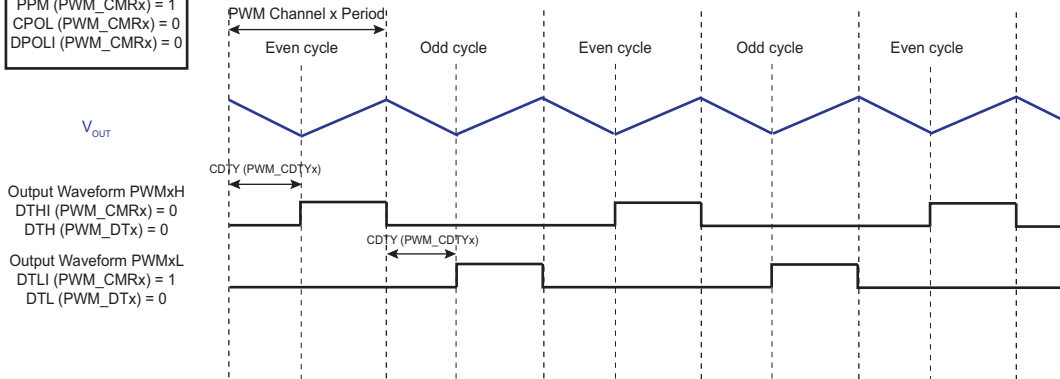 PPM (PWM_CMRx) = 1
CPOL (PWM_CMRx) = 0
DPOLI (PWM_CMRx) = 0
PWM Channel x Period
Even cycle
Odd cycle
Even cycle
Odd cycle
Even cycle
VOUT
CDTY (PWM_CDTYx)
Output Waveform PWMxH
DTHI (PWM_CMRx) = 0
DTH (PWM_DTx) = 0
CDTY (PWM_CDTYx)
Output Waveform PWMxL
DTLI (PWM_CMRx) = 1
DTL (PWM_DTx) = 0